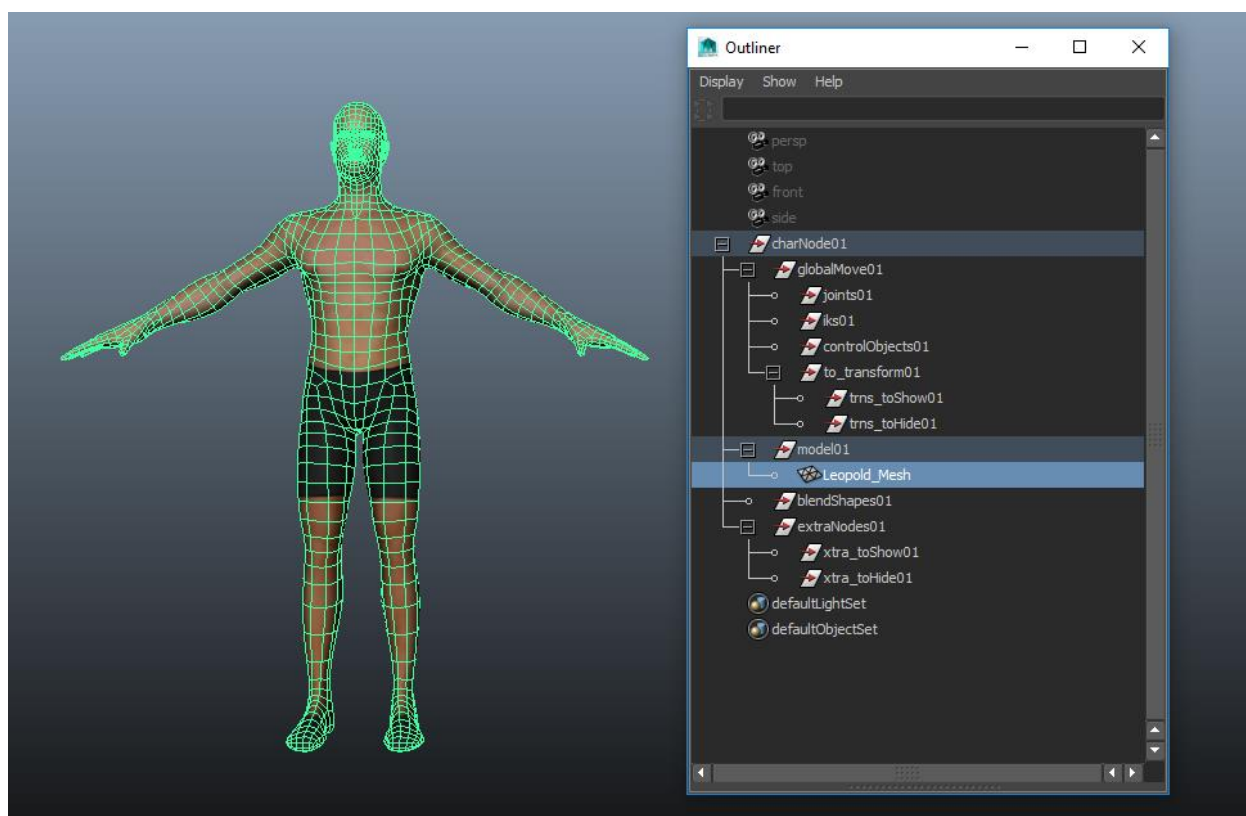 Outliner
Display Show Help
persp
top
front
side
charNode01
globalMove01
joints01
iks01
controlObjects01
to_transform01
trns_toShow01
trns_toHide01
model01
Leopold_Mesh
blendShapes01
extraNodes01
xtra_toShow01
xtra_toHide01
defaultLightSet
defaultObjectSet